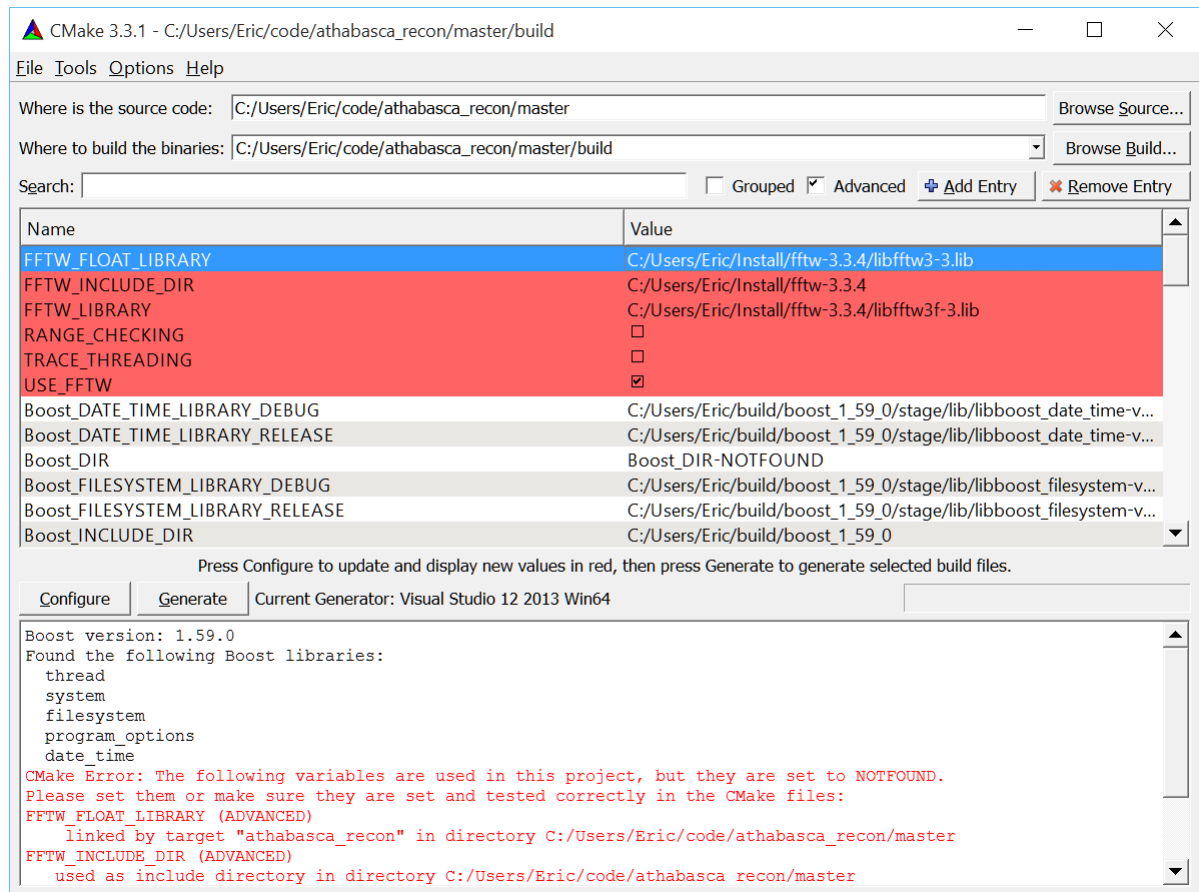 CMake 3.3.1 - C:/Users/Eric/code/athabasca_recon/master/build
File Tools Options Help
Where is the source code: C:/Users/Eric/code/athabasca_recon/master Browse Source...
Where to build the binaries: C:/Users/Eric/code/athabasca_recon/master/build Browse Build...
Search: Grouped Advanced Add Entry Remove Entry
Name Value
FFTW_FLOAT_LIBRARY C:/Users/Eric/Install/fftw-3.3.4/libfftw3-3.lib
FFTW_INCLUDE_DIR C:/Users/Eric/Install/fftw-3.3.4
FFTW_LIBRARY C:/Users/Eric/Install/fftw-3.3.4/libfftw3f-3.lib
RANGE_CHECKING
TRACE_THREADING
USE_FFTW
Boost_DATE_TIME_LIBRARY_DEBUG C:/Users/Eric/build/boost_1_59_0/stage/lib/libboost_date_time-v...
Boost_DATE_TIME_LIBRARY_RELEASE C:/Users/Eric/build/boost_1_59_0/stage/lib/libboost_date_time-v...
Boost_DIR Boost_DIR-NOTFOUND
Boost_FILESYSTEM_LIBRARY_DEBUG C:/Users/Eric/build/boost_1_59_0/stage/lib/libboost_filesystem-v...
Boost_FILESYSTEM_LIBRARY_RELEASE C:/Users/Eric/build/boost_1_59_0/stage/lib/libboost_filesystem-v...
Boost_INCLUDE_DIR C:/Users/Eric/build/boost_1_59_0
Press Configure to update and display new values in red, then press Generate to generate selected build files.
Configure Generate Current Generator: Visual Studio 12 2013 Win64
Boost version: 1.59.0
Found the following Boost libraries:
thread
system
filesystem
program_options
date_time
CMake Error: The following variables are used in this project, but they are set to NOTFOUND.
Please set them or make sure they are set and tested correctly in the CMake files:
FFTW_FLOAT_LIBRARY (ADVANCED)
linked by target "athabasca_recon" in directory C:/Users/Eric/code/athabasca_recon/master
FFTW_INCLUDE_DIR (ADVANCED)
used as include directory in directory C:/Users/Eric/code/athabasca_recon/master